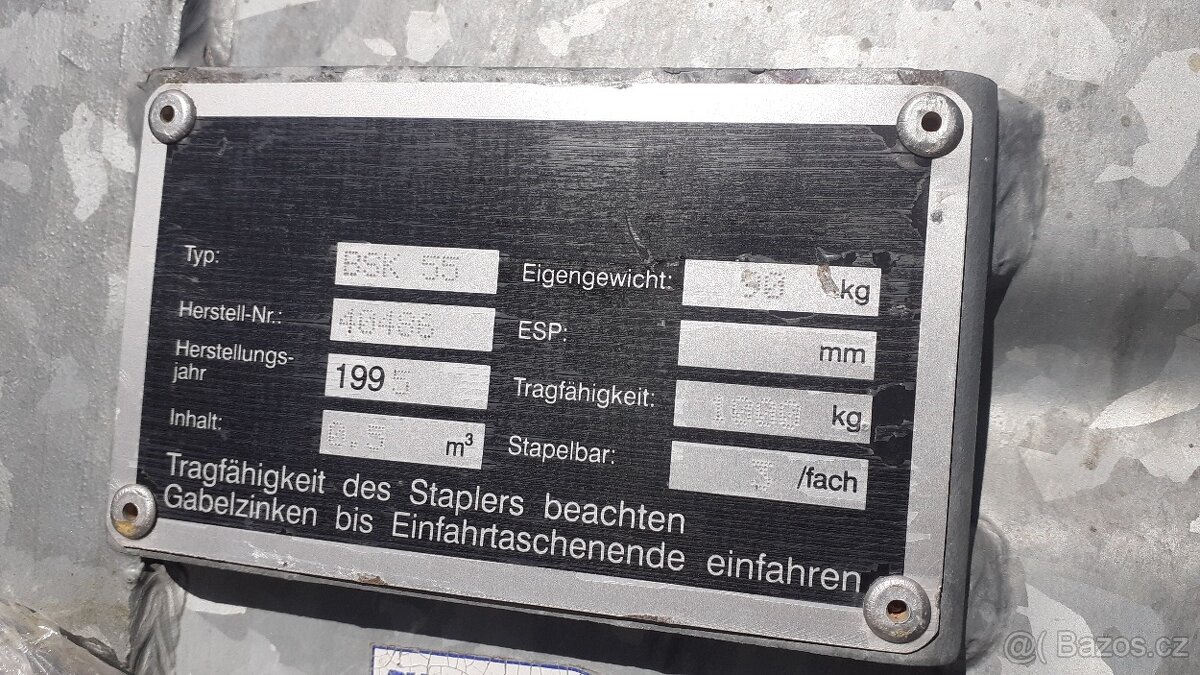 Typ: BSK 55
Herstell-Nr.: 40406
Herstellungs-
jahr 1995
Inhalt: 0.5 m³
Eigengewicht: 90 kg
ESP: mm
Tragfähigkeit: 1000 kg
Stapelbar: 3 /fach
Tragfähigkeit des Staplers beachten
Gabelzinken bis Einfahrtaschenende einfahren
Bazos.cz